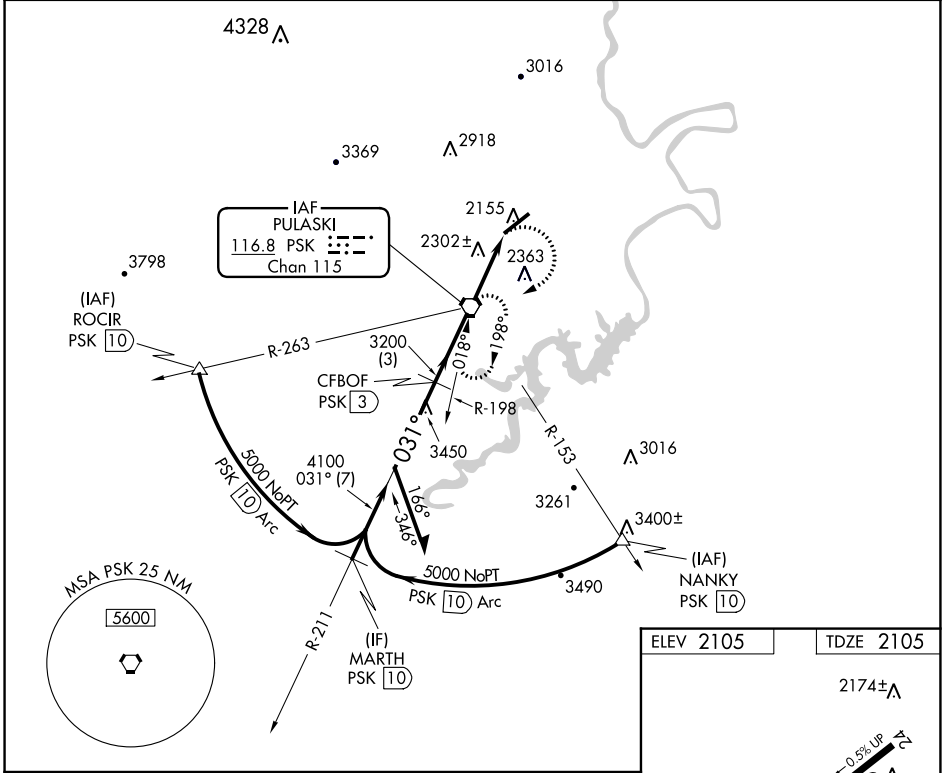 4328
3016
2918
3369
IAF
PULASKI
116.8 PSK
Chan 115
2155
2302±
2363
3798
(IAF)
ROCIR
PSK 10
R-263
3200
(3)
018°
198°
CFBOF
PSK 3
R-198
031°
3450
R-153
3016
3261
3400±
4100
031° (7)
166°
346°
5000 NoPT
PSK 10 Arc
5000 NoPT
PSK 10 Arc
3490
(IAF)
NANKY
PSK 10
MSA PSK 25 NM
5600
R-211
(IF)
MARTH
PSK 10
ELEV 2105
TDZE 2105
2174±
0.5% UP
24